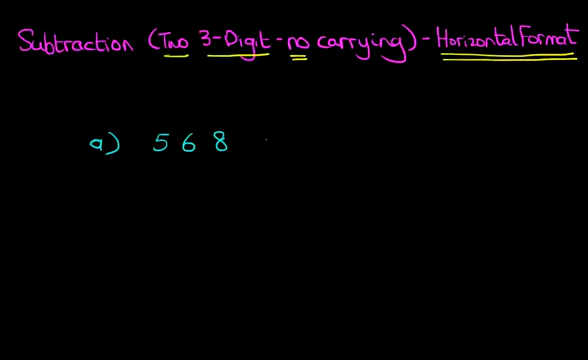 Subtraction (Two 3-Digit-no carrying) - Horizontal Format
a) 5 6 8